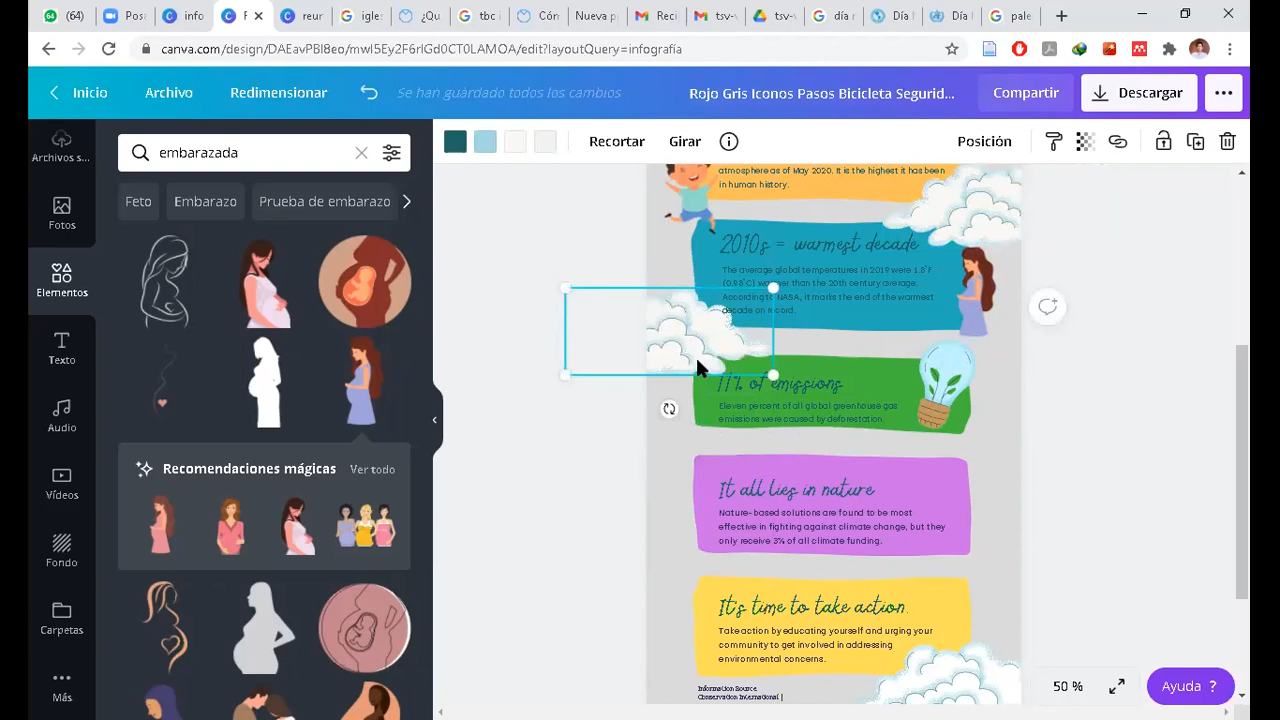 info
F
reur
igle:
¿Qu
tbc i
Cón
Nueva p
Reci
tsv-
tsv-
día r
Día l
Día l
pale
canva.com/design/DAEavPBl8eo/mwl5Ey2F6rlGd0CT0LAMOA/edit?layoutQuery=infografía
Inicio
Archivo
Redimensionar
Se han guardado todos los cambios
Rojo Gris Iconos Pasos Bicicleta Segurid...
Compartir
Descargar
Archivos s...
embarazada
Recortar
Girar
Posición
Fotos
Feto
Embarazo
Prueba de embarazo
atmosphere as of May 2020. It is the highest it has been
in human history.
Elementos
2010s = warmest decade
The average global temperatures in 2019 were 1.8°F
(0.98°C) warmer than the 20th century average.
According to NASA, it marks the end of the warmest
decade on record.
Texto
11% of emissions
Eleven percent of all global greenhouse gas
emissions were caused by deforestation.
Audio
Recomendaciones mágicas
Ver todo
Vídeos
It all lies in nature
Nature-based solutions are found to be most
effective in fighting against climate change, but they
only receive 3% of all climate funding.
Fondo
It's time to take action.
Take action by educating yourself and urging your
community to get involved in addressing
environmental concerns.
Carpetas
Information Source
Conservation International
Más
50 %
Ayuda ?